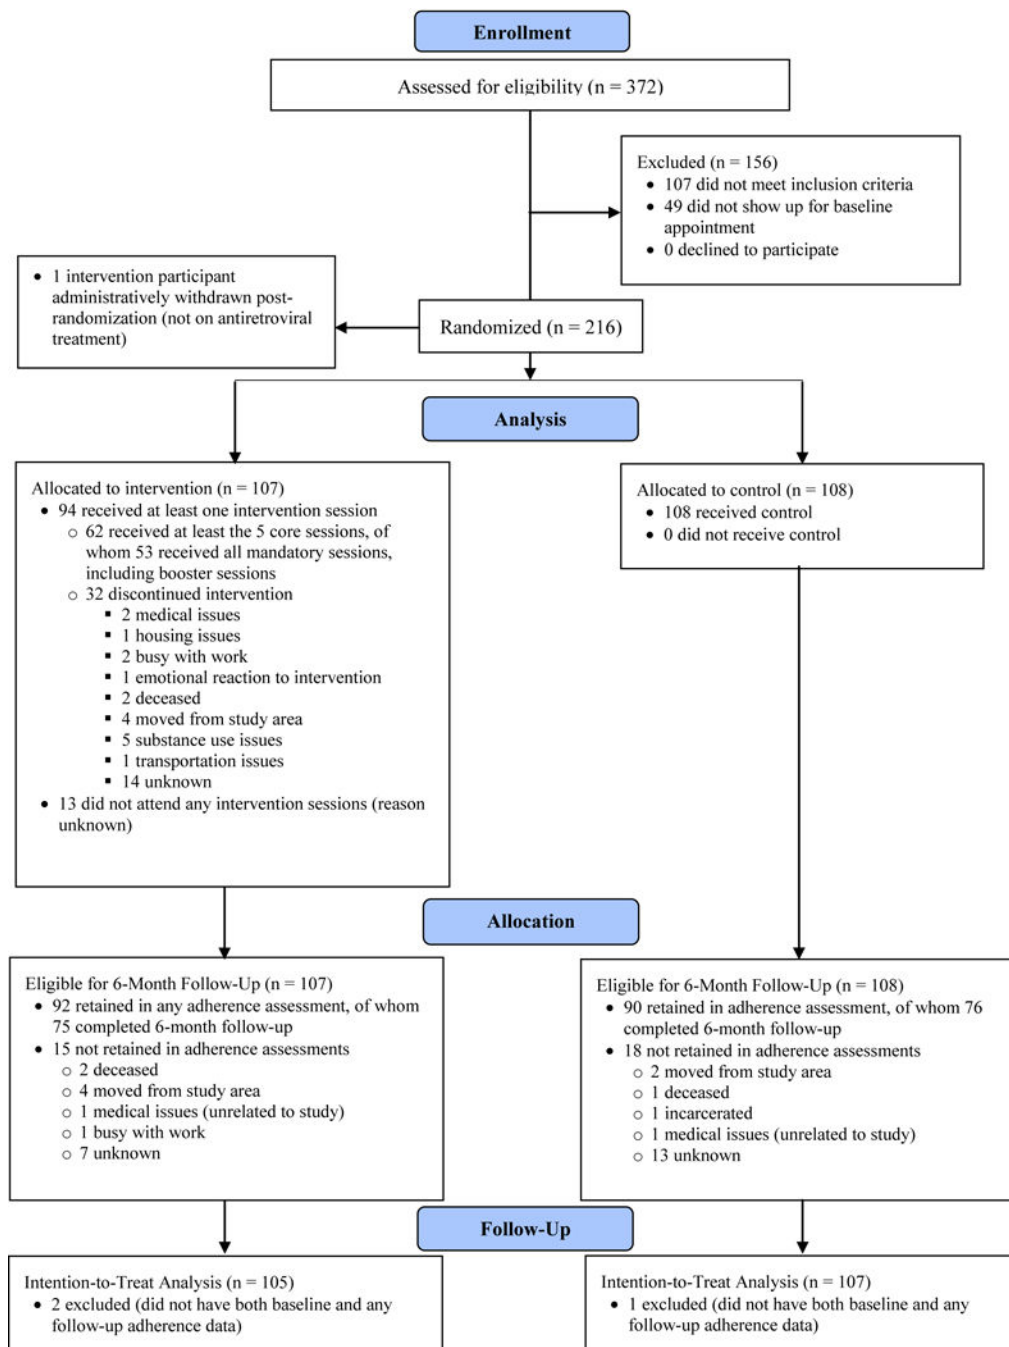 Enrollment
Assessed for eligibility (n = 372)
Excluded (n = 156)
• 107 did not meet inclusion criteria
• 49 did not show up for baseline
appointment
• 0 declined to participate
• 1 intervention participant
administratively withdrawn post-
randomization (not on antiretroviral
treatment)
Randomized (n = 216)
Analysis
Allocated to intervention (n = 107)
• 94 received at least one intervention session
○ 62 received at least the 5 core sessions, of
whom 53 received all mandatory sessions,
including booster sessions
○ 32 discontinued intervention
▪ 2 medical issues
▪ 1 housing issues
▪ 2 busy with work
▪ 1 emotional reaction to intervention
▪ 2 deceased
▪ 4 moved from study area
▪ 5 substance use issues
▪ 1 transportation issues
▪ 14 unknown
• 13 did not attend any intervention sessions (reason
unknown)
Allocated to control (n = 108)
• 108 received control
• 0 did not receive control
Allocation
Eligible for 6-Month Follow-Up (n = 107)
• 92 retained in any adherence assessment, of whom
75 completed 6-month follow-up
• 15 not retained in adherence assessments
○ 2 deceased
○ 4 moved from study area
○ 1 medical issues (unrelated to study)
○ 1 busy with work
○ 7 unknown
Eligible for 6-Month Follow-Up (n = 108)
• 90 retained in adherence assessment, of whom 76
completed 6-month follow-up
• 18 not retained in adherence assessments
○ 2 moved from study area
○ 1 deceased
○ 1 incarcerated
○ 1 medical issues (unrelated to study)
○ 13 unknown
Follow-Up
Intention-to-Treat Analysis (n = 105)
• 2 excluded (did not have both baseline and any
follow-up adherence data)
Intention-to-Treat Analysis (n = 107)
• 1 excluded (did not have both baseline and any
follow-up adherence data)